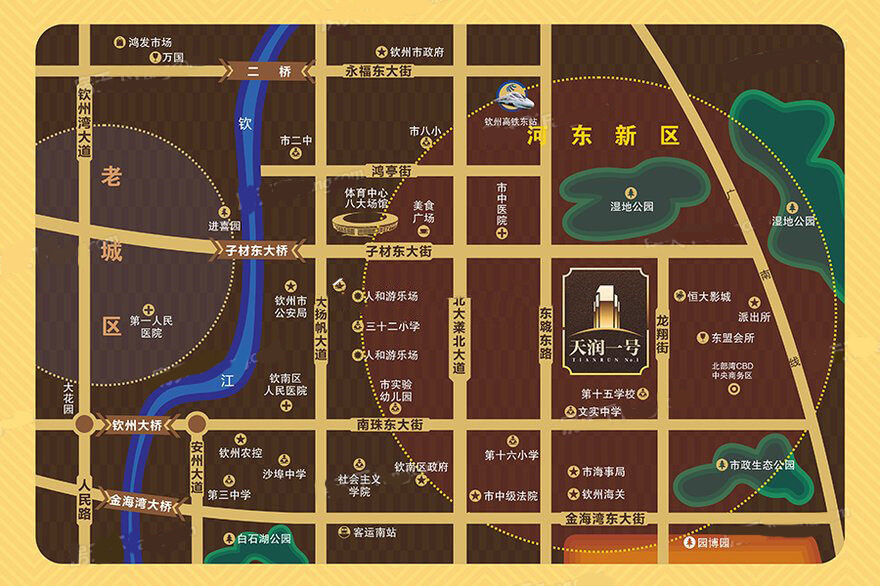 鸿发市场
万国
钦州市政府
二桥
永福东大街
钦州湾大道
钦
钦州高铁东站
河东新区
市二中
市八小
鸿亭街
老
城
区
体育中心
八大场馆
美食
广场
市中医院
湿地公园
湿地公园
广
南
线
进喜园
子材东大桥
子材东大街
钦州市
公安局
大扬帆大道
人和游乐场
三十二小学
人和游乐场
北大粪北大道
东城东路
天润一号
TIANRUN No.1
龙翔街
恒大影城
派出所
东盟会所
北部湾CBD
中央商务区
第一人民
医院
江
大花园
钦南区
人民医院
市实验
幼儿园
第十五学校
文实中学
钦州大桥
南珠东大街
安州大道
钦州农控
沙埠中学
第三中学
社会主义
学院
钦南区政府
第十六小学
市中级法院
市海事局
钦州海关
市政生态公园
人民路
金海湾大桥
金海湾东大街
白石湖公园
客运南站
园博园